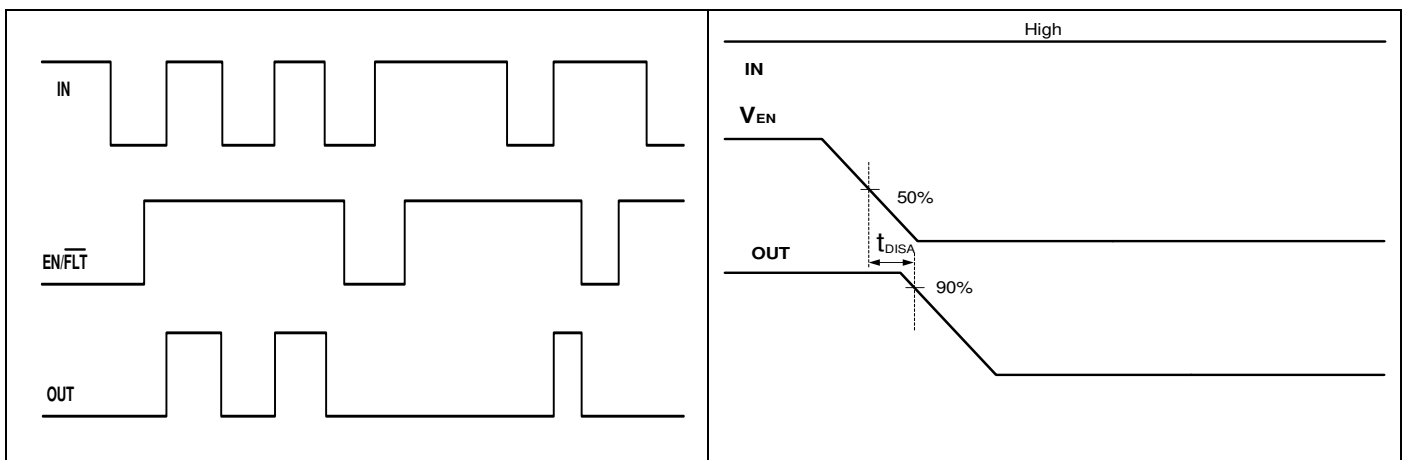 IN
EN/FLT
OUT
High
IN
VEN
50%
tDISA
OUT
90%